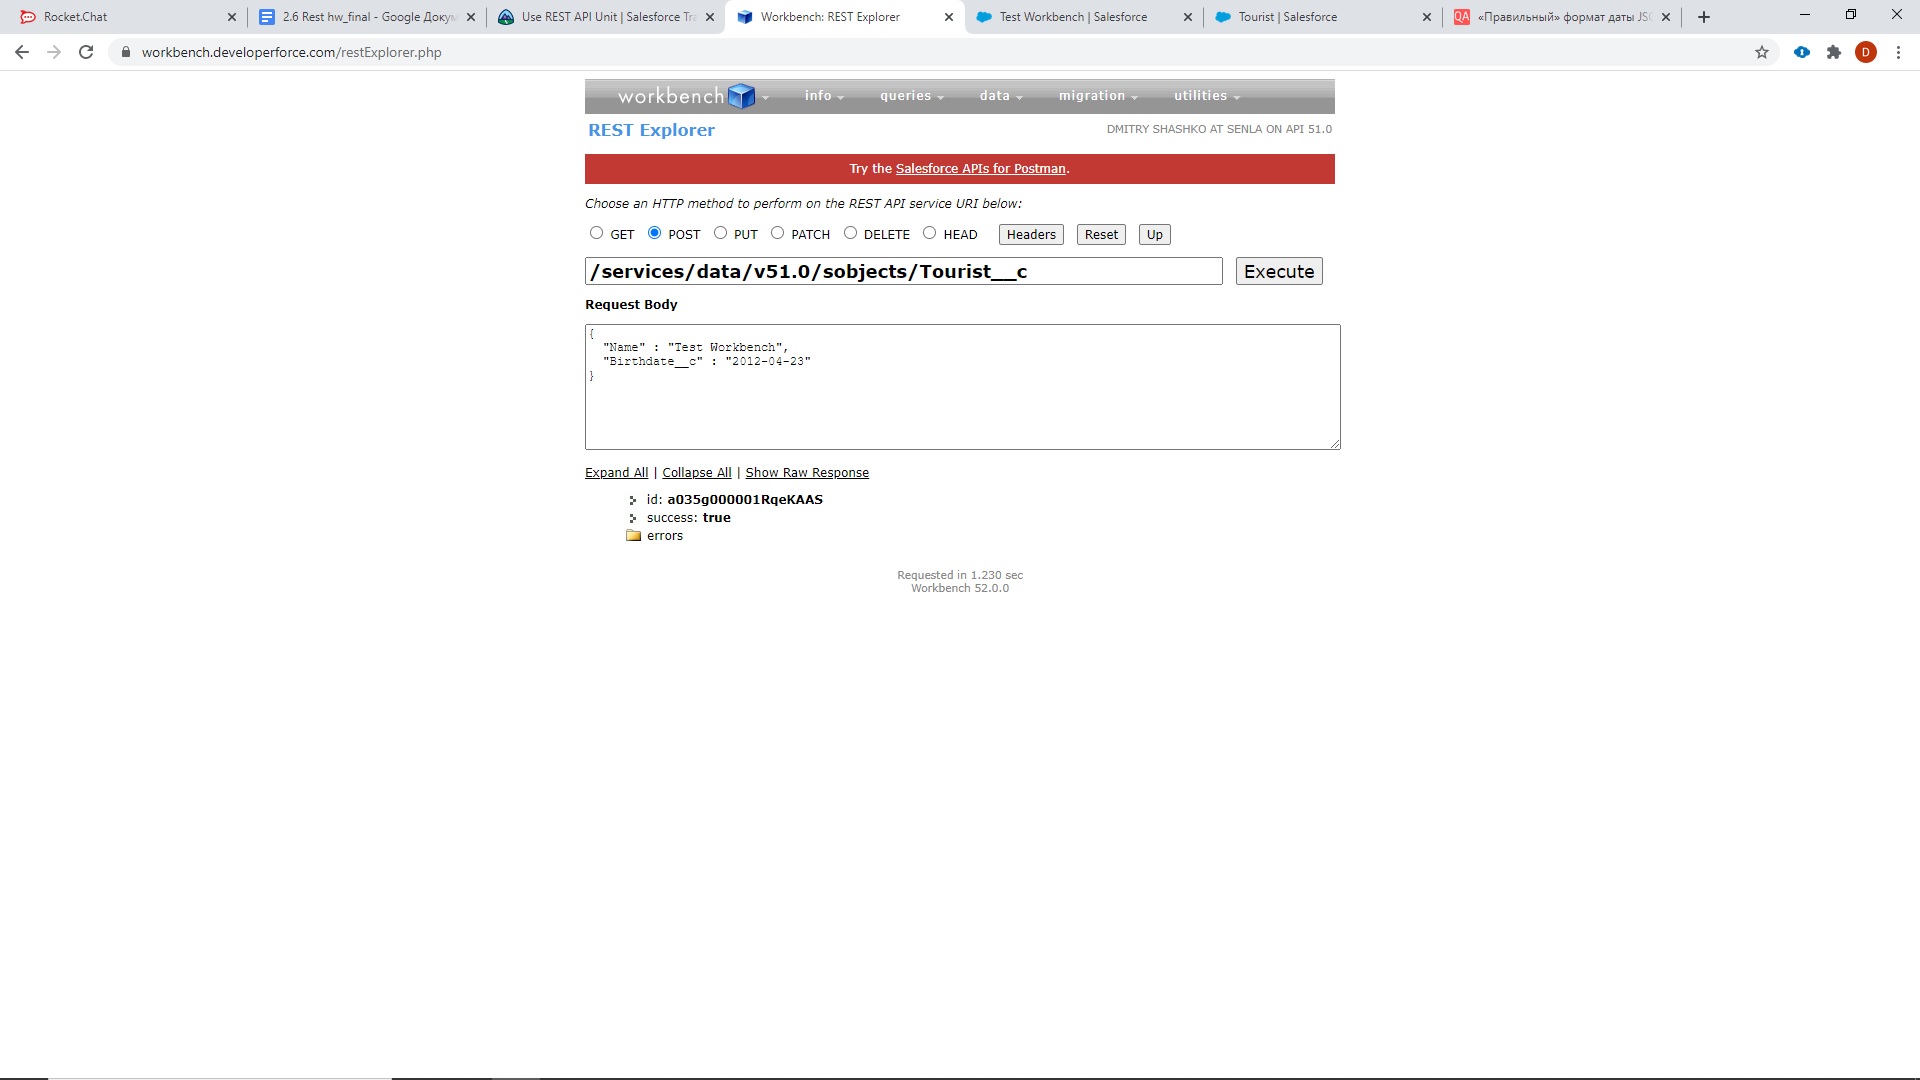 Rocket.Chat
2.6 Rest hw_final - Google Докум
Use REST API Unit | Salesforce Tra
Workbench: REST Explorer
Test Workbench | Salesforce
Tourist | Salesforce
QA «Правильный» формат даты JSO
workbench.developerforce.com/restExplorer.php
D
workbench
info
queries
data
migration
utilities
REST Explorer
DMITRY SHASHKO AT SENLA ON API 51.0
Try the Salesforce APIs for Postman.
Choose an HTTP method to perform on the REST API service URI below:
GET POST PUT PATCH DELETE HEAD Headers Reset Up
/services/data/v51.0/sobjects/Tourist__c Execute
Request Body
{
"Name" : "Test Workbench",
"Birthdate__c" : "2012-04-23"
}
Expand All | Collapse All | Show Raw Response
id: a035g000001RqeKAAS
success: true
errors
Requested in 1.230 sec
Workbench 52.0.0